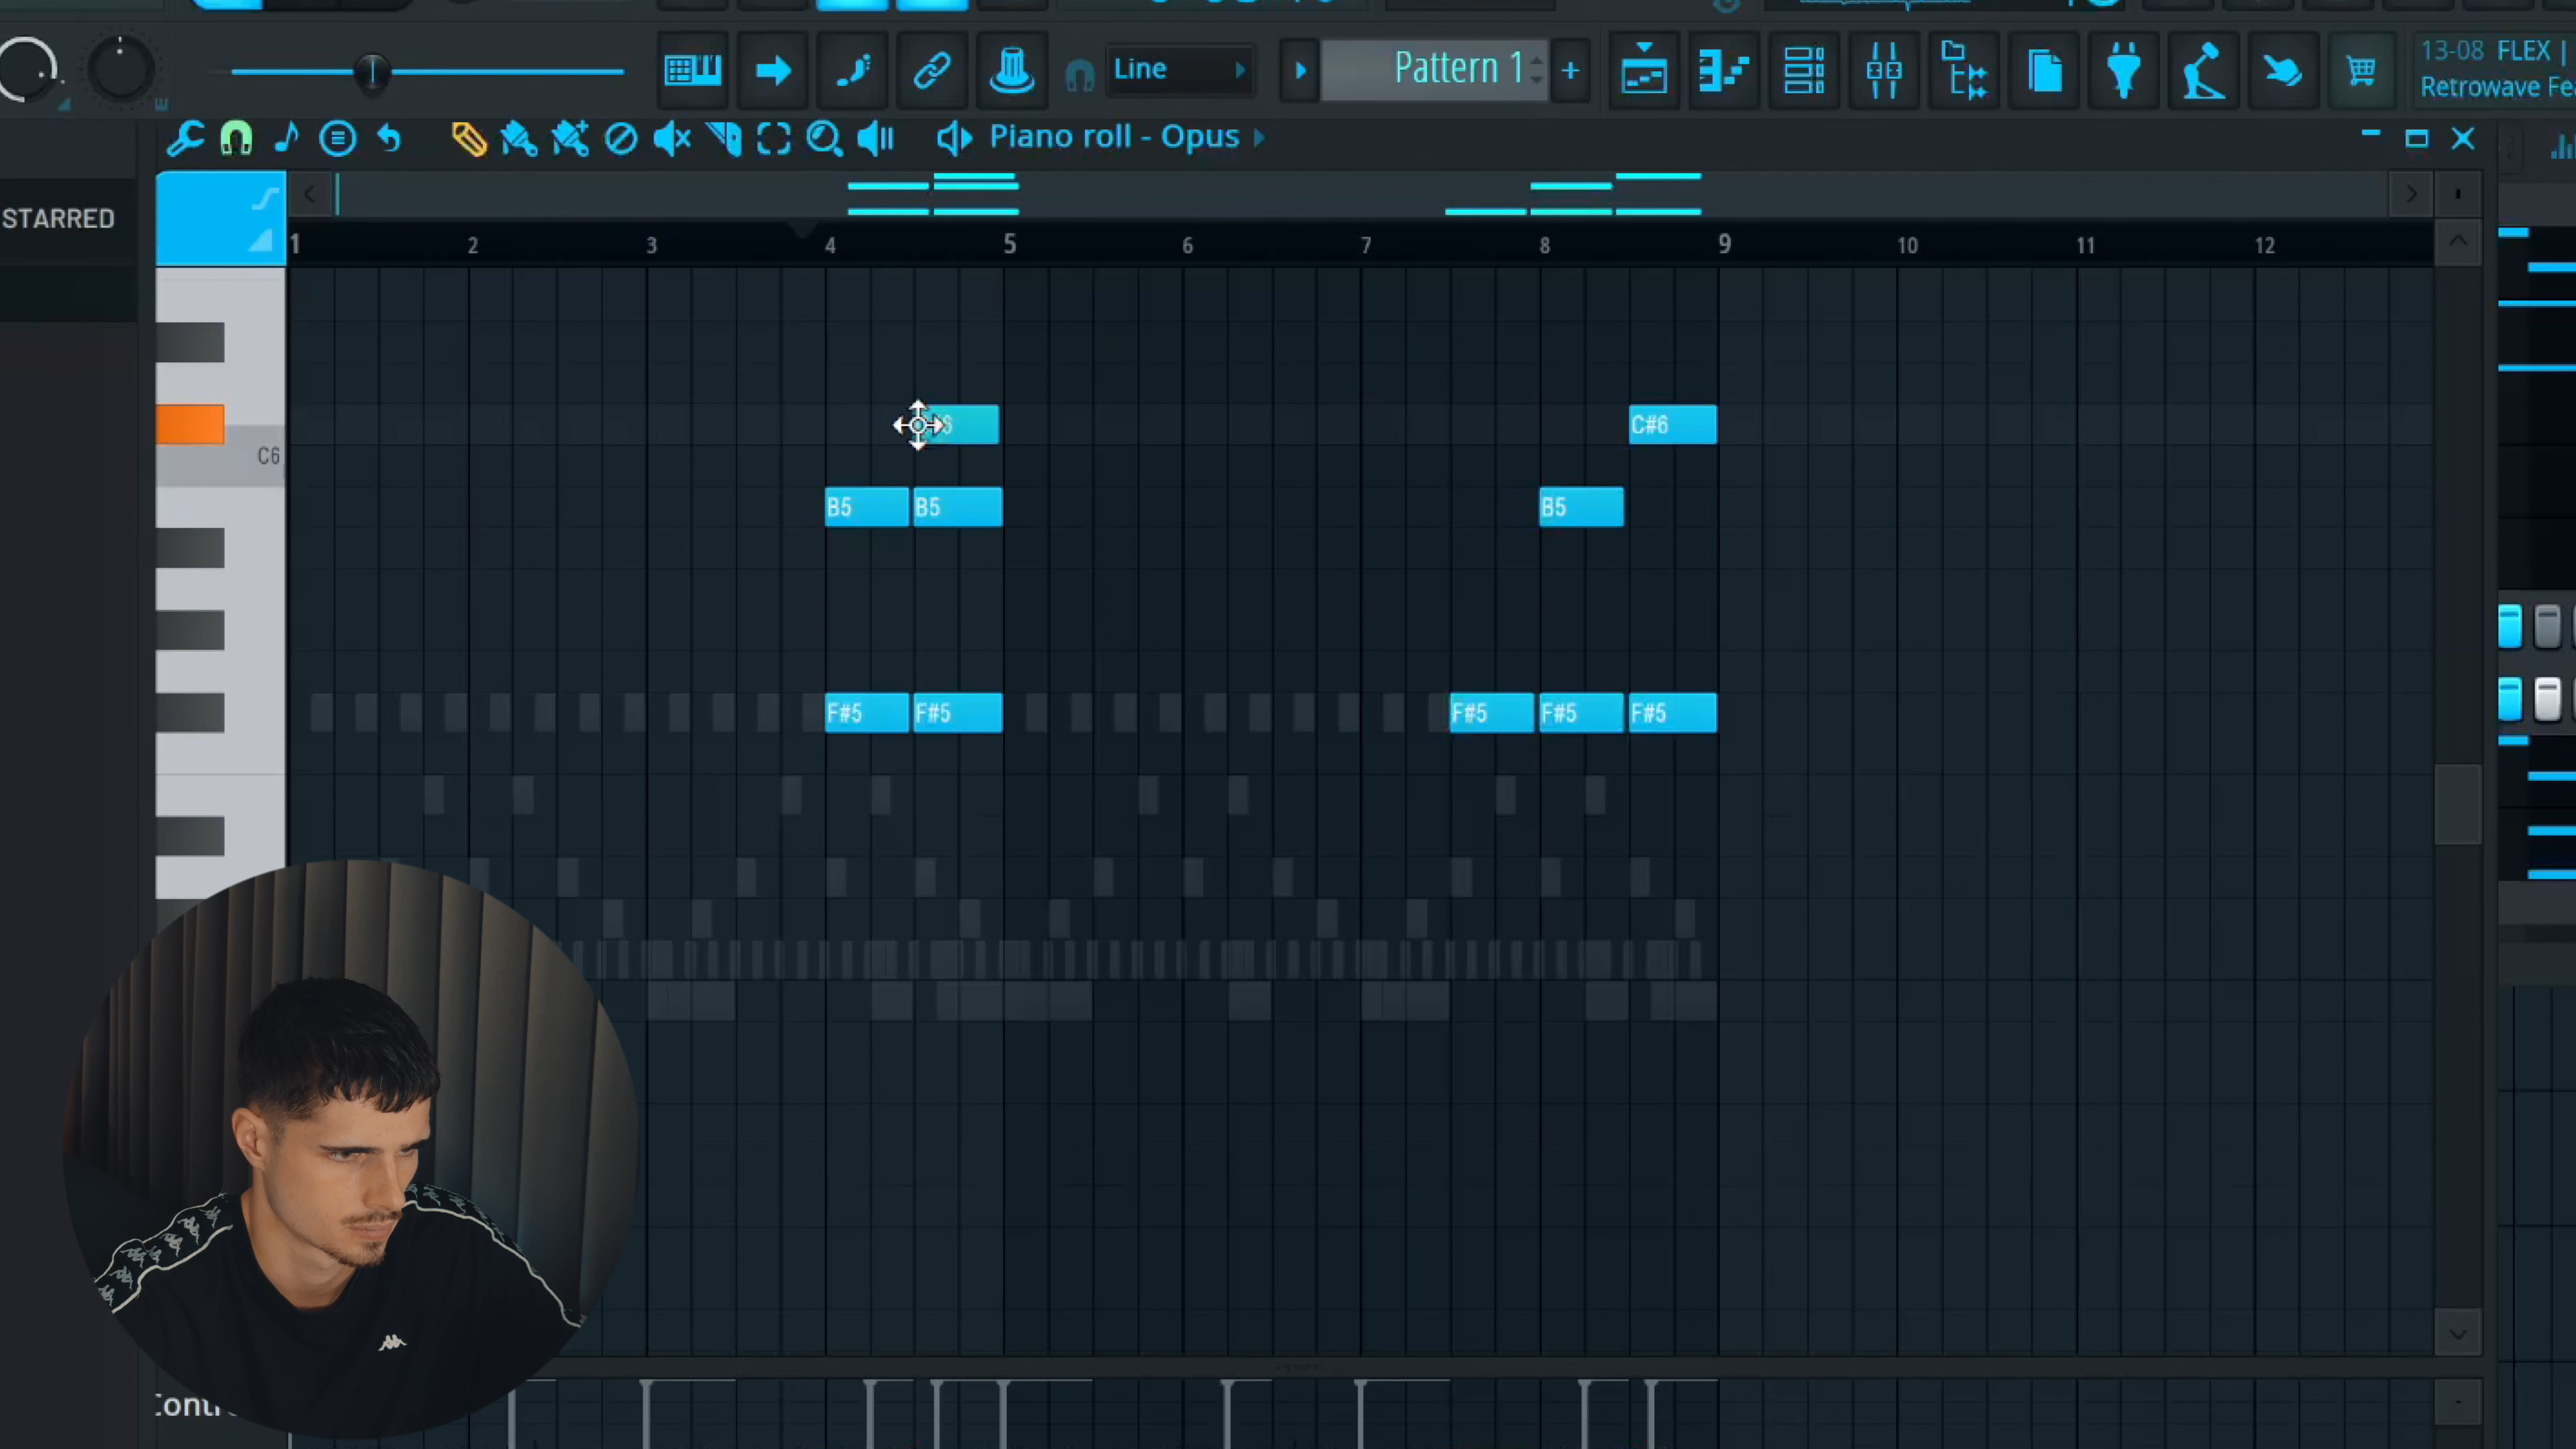 Line
Pattern 1
+
13-08 FLEX |
Retrowave Fe
Piano roll - Opus
STARRED
1 2 3 4 5 6 7 8 9 10 11 12
C#6
C6
B5 B5 B5
F#5 F#5 F#5 F#5 F#5